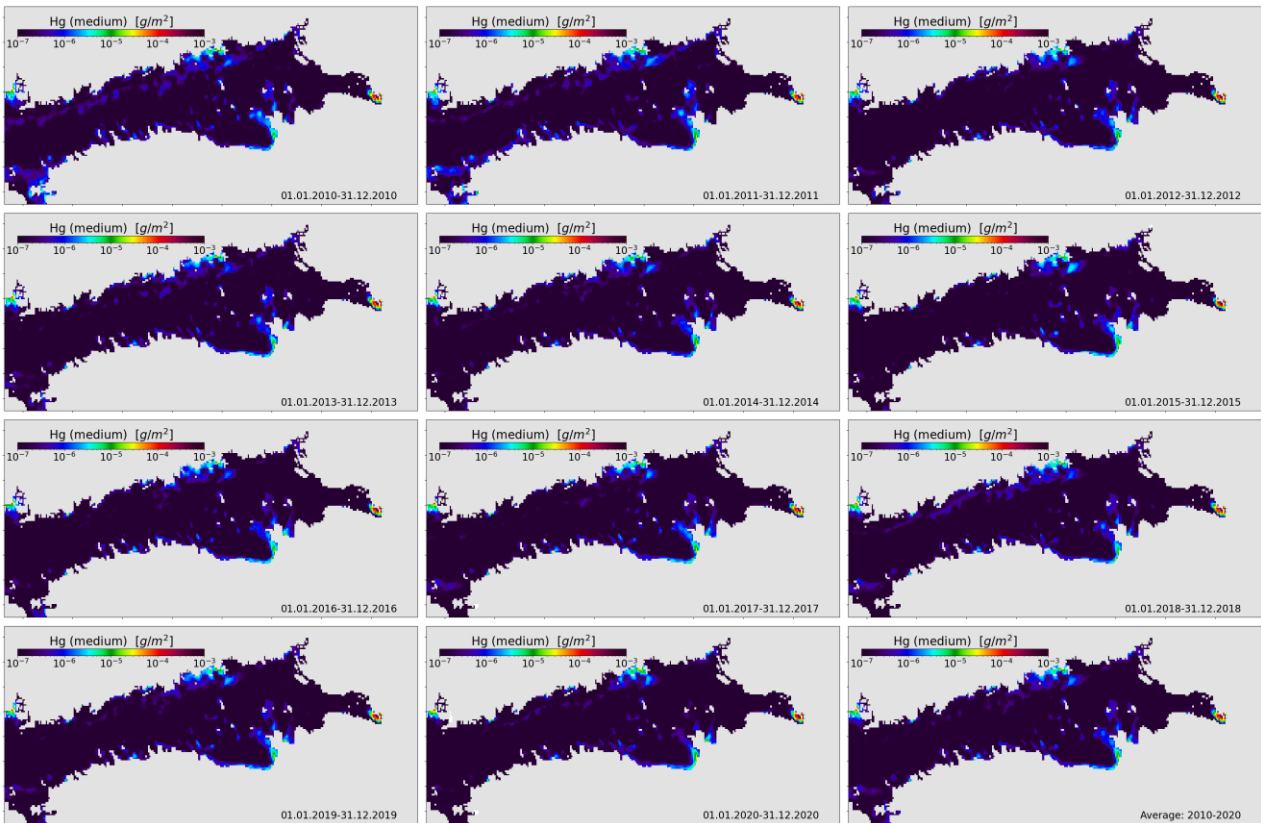 Hg (medium) [g/m²] Hg (medium) [g/m²] Hg (medium) [g/m²]
10⁻⁷ 10⁻⁶ 10⁻⁵ 10⁻⁴ 10⁻³ 10⁻⁷ 10⁻⁶ 10⁻⁵ 10⁻⁴ 10⁻³ 10⁻⁷ 10⁻⁶ 10⁻⁵ 10⁻⁴ 10⁻³
01.01.2010-31.12.2010 01.01.2011-31.12.2011 01.01.2012-31.12.2012
Hg (medium) [g/m²] Hg (medium) [g/m²] Hg (medium) [g/m²]
10⁻⁷ 10⁻⁶ 10⁻⁵ 10⁻⁴ 10⁻³ 10⁻⁷ 10⁻⁶ 10⁻⁵ 10⁻⁴ 10⁻³ 10⁻⁷ 10⁻⁶ 10⁻⁵ 10⁻⁴ 10⁻³
01.01.2013-31.12.2013 01.01.2014-31.12.2014 01.01.2015-31.12.2015
Hg (medium) [g/m²] Hg (medium) [g/m²] Hg (medium) [g/m²]
10⁻⁷ 10⁻⁶ 10⁻⁵ 10⁻⁴ 10⁻³ 10⁻⁷ 10⁻⁶ 10⁻⁵ 10⁻⁴ 10⁻³ 10⁻⁷ 10⁻⁶ 10⁻⁵ 10⁻⁴ 10⁻³
01.01.2016-31.12.2016 01.01.2017-31.12.2017 01.01.2018-31.12.2018
Hg (medium) [g/m²] Hg (medium) [g/m²] Hg (medium) [g/m²]
10⁻⁷ 10⁻⁶ 10⁻⁵ 10⁻⁴ 10⁻³ 10⁻⁷ 10⁻⁶ 10⁻⁵ 10⁻⁴ 10⁻³ 10⁻⁷ 10⁻⁶ 10⁻⁵ 10⁻⁴ 10⁻³
01.01.2019-31.12.2019 01.01.2020-31.12.2020 Average: 2010-2020